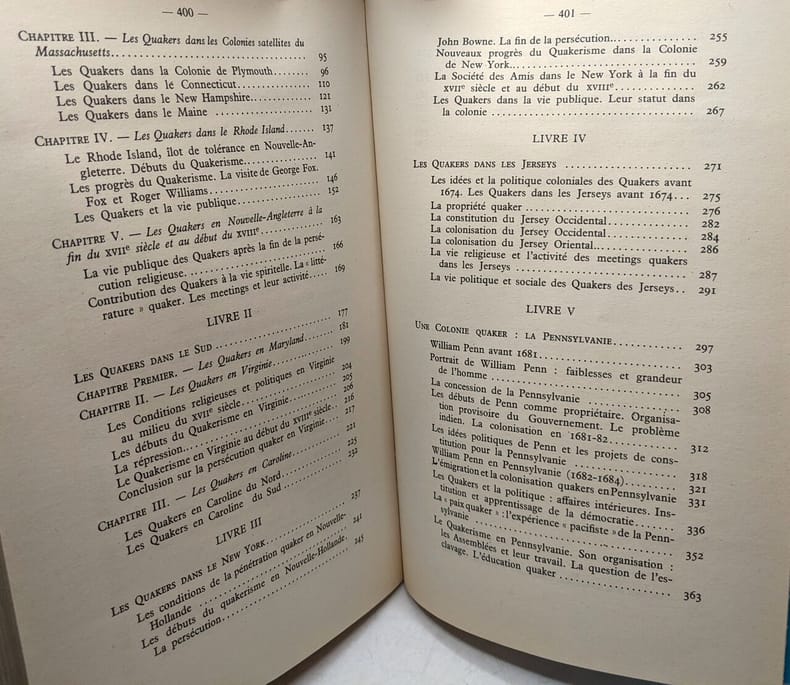 — 400 —
CHAPITRE III. — Les Quakers dans les Colonies satellites du
Massachusetts.......................................... 95
Les Quakers dans la Colonie de Plymouth........ 96
Les Quakers dans le Connecticut................ 110
Les Quakers dans le New Hampshire.............. 121
Les Quakers dans le Maine ..................... 131
CHAPITRE IV. — Les Quakers dans le Rhode Island....... 137
Le Rhode Island, îlot de tolérance en Nouvelle-An-
gleterre. Débuts du Quakerisme................. 141
Les progrès du Quakerisme. La visite de George Fox.
Fox et Roger Williams.......................... 146
Les Quakers et la vie publique................. 152
CHAPITRE V. — Les Quakers en Nouvelle-Angleterre à la
fin du XVIIe siècle et au début du XVIIIe.............. 163
La vie publique des Quakers après la fin de la persé-
cution religieuse.............................. 166
Contribution des Quakers à la vie spirituelle. La « litté-
rature » quaker. Les meetings et leur activité..... 169
LIVRE II
LES QUAKERS DANS LE SUD ............................... 177
CHAPITRE PREMIER. — Les Quakers en Maryland........... 181
CHAPITRE II. — Les Quakers en Virginie................ 199
Les Conditions religieuses et politiques en Virginie
au milieu du XVIIe siècle...................... 204
Les débuts du Quakerisme en Virginie........... 205
La répression.................................. 206
Le Quakerisme en Virginie au début du XVIIIe siècle.. 216
Conclusion sur la persécution quaker en Virginie.... 217
CHAPITRE III. — Les Quakers en Caroline............... 221
Les Quakers en Caroline du Nord................ 225
Les Quakers en Caroline du Sud................. 232
LIVRE III
LES QUAKERS DANS LE NEW YORK........................... 237
Les conditions de la pénétration quaker en Nouvelle-
Hollande ...................................... 241
Les débuts du quakerisme en Nouvelle-Hollande.
La persécution................................. 245
— 401 —
John Bowne. La fin de la persécution........... 255
Nouveaux progrès du Quakerisme dans la Colonie
de New York.................................... 259
La Société des Amis dans le New York à la fin du
XVIIe siècle et au début du XVIIIe............. 262
Les Quakers dans la vie publique. Leur statut dans
la colonie .................................... 267
LIVRE IV
LES QUAKERS DANS LES JERSEYS .......................... 271
Les idées et la politique coloniales des Quakers avant
1674. Les Quakers dans les Jerseys avant 1674... 275
La propriété quaker ........................... 276
La constitution du Jersey Occidental........... 282
La colonisation du Jersey Occidental........... 284
La colonisation du Jersey Oriental............. 286
La vie religieuse et l'activité des meetings quakers
dans les Jerseys .............................. 287
La vie politique et sociale des Quakers des Jerseys.. 291
LIVRE V
UNE COLONIE QUAKER : LA PENNSYLVANIE................... 297
William Penn avant 1681........................ 303
Portrait de William Penn : faiblesses et grandeur
de l'homme .................................... 305
La concession de la Pennsylvanie .............. 308
Les débuts de Penn comme propriétaire. Organisa-
tion provisoire du Gouvernement. Le problème
indien. La colonisation en 1681-82............. 312
Les idées politiques de Penn et les projets de cons-
titution pour la Pennsylvanie ................. 318
William Penn en Pennsylvanie (1682-1684)....... 321
L'émigration et la colonisation quakers en Pennsylvanie 331
Les Quakers et la politique : affaires intérieures. Ins-
titution et apprentissage de la démocratie..... 336
La « paix quaker » : l'expérience « pacifiste » de la Penn-
sylvanie ...................................... 352
Le Quakerisme en Pennsylvanie. Son organisation :
les Assemblées et leur travail. La question de l'es-
clavage. L'éducation quaker ................... 363